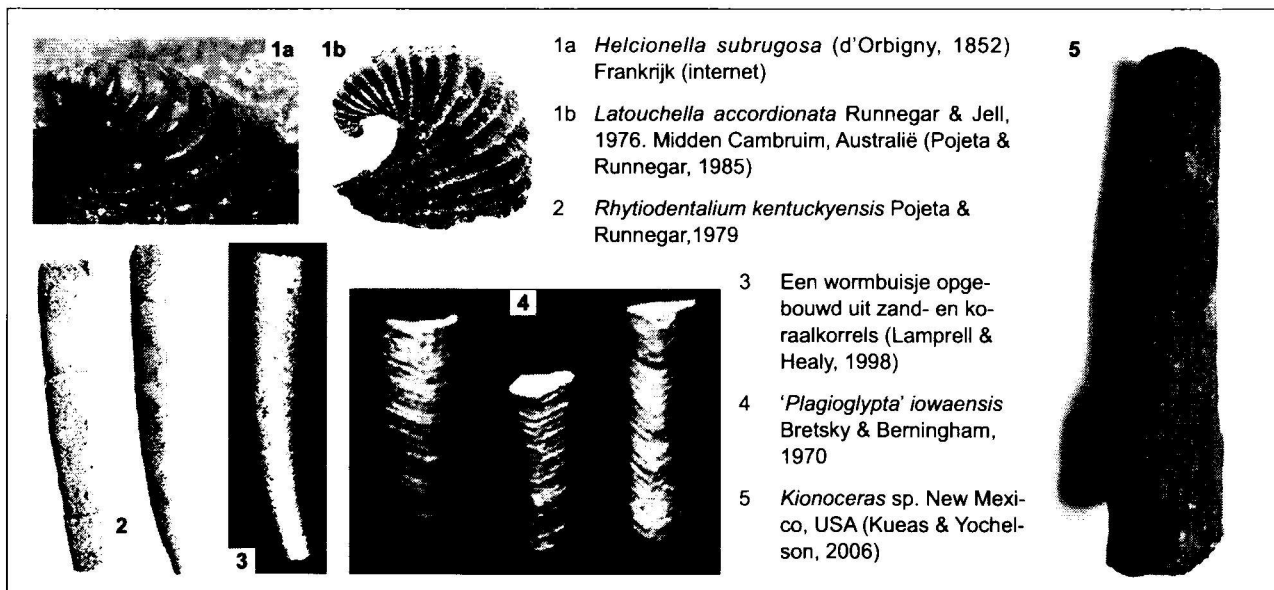 1a
1b
1a Helcionella subrugosa (d'Orbigny, 1852)
Frankrijk (internet)
1b Latouchella accordionata Runnegar & Jell,
1976. Midden Cambruim, Australië (Pojeta &
Runnegar, 1985)
2 Rhytiodentalium kentuckyensis Pojeta &
Runnegar,1979
5
2
3
4
3 Een wormbuisje opge-
bouwd uit zand- en ko-
raalkorrels (Lamprell &
Healy, 1998)
4 'Plagioglypta' iowaensis
Bretsky & Bermingham,
1970
5 Kionoceras sp. New Mexi-
co, USA (Kueas & Yochel-
son, 2006)